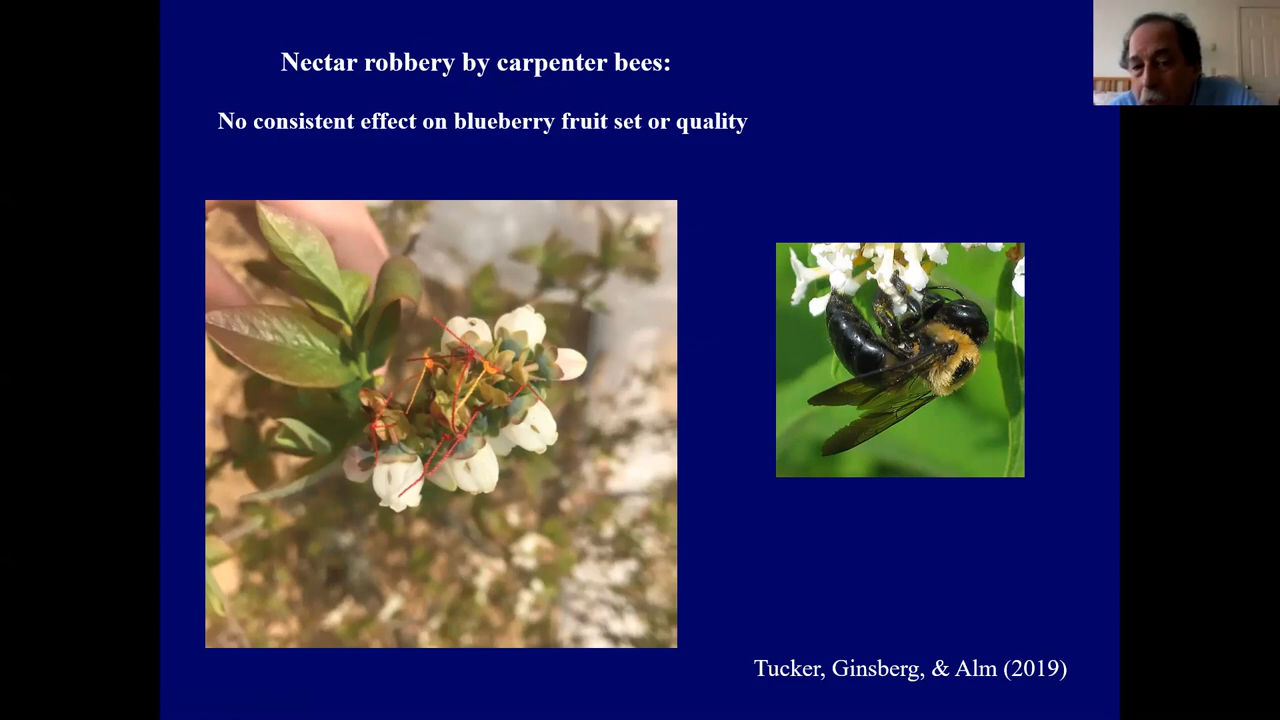 Nectar robbery by carpenter bees:
No consistent effect on blueberry fruit set or quality
Tucker, Ginsberg, & Alm (2019)